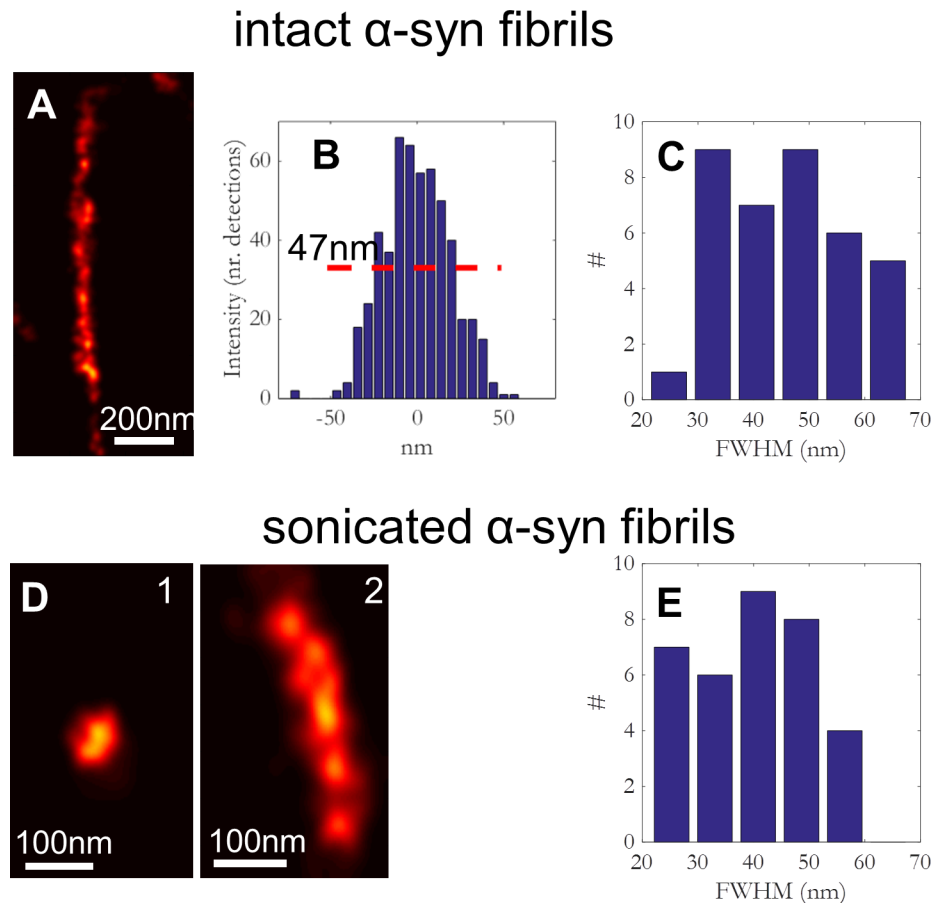 intact α-syn fibrils
A
200nm
B
47nm
Intensity (nr. detections)
0
20
40
60
-50
0
50
nm
C
#
0
2
4
6
8
10
20
30
40
50
60
70
FWHM (nm)
sonicated α-syn fibrils
D
1
100nm
2
100nm
E
#
0
2
4
6
8
10
20
30
40
50
60
70
FWHM (nm)